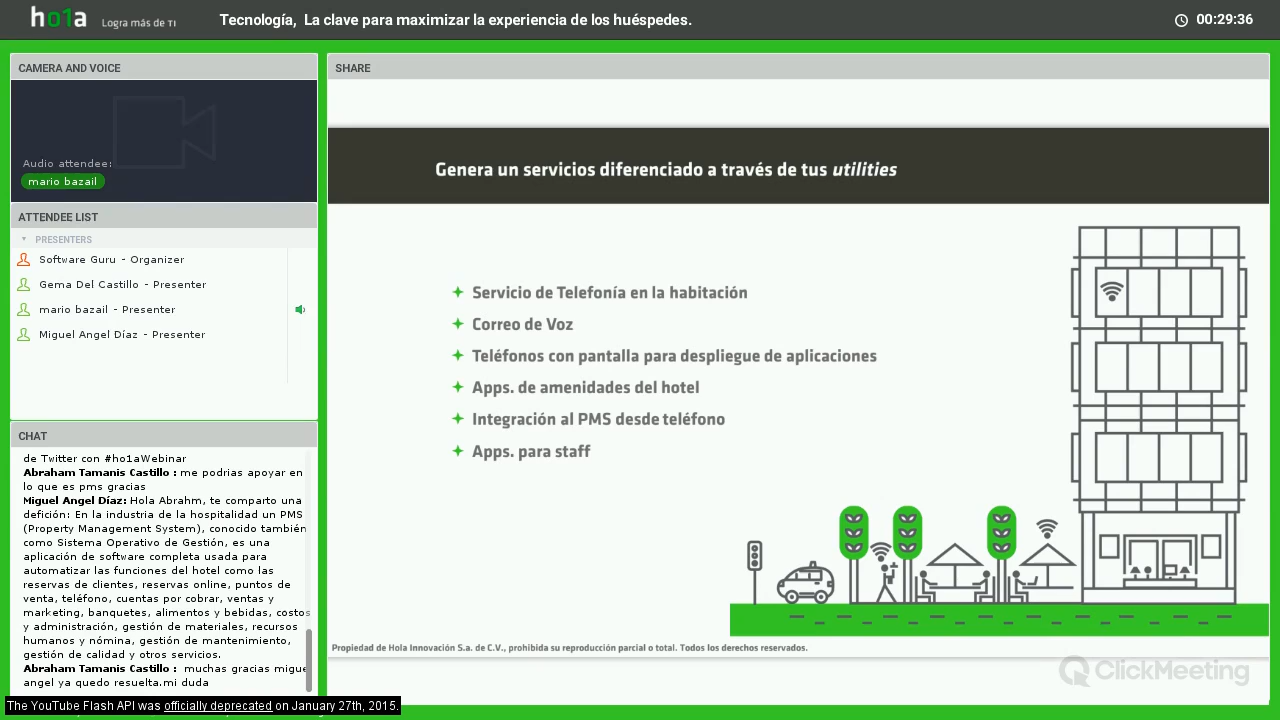 ho1a Logra más de TI
Tecnología, La clave para maximizar la experiencia de los huéspedes.
00:29:36
CAMERA AND VOICE
Audio attendee:
mario bazail
ATTENDEE LIST
PRESENTERS
Software Guru - Organizer
Gema Del Castillo - Presenter
mario bazail - Presenter
Miguel Angel Díaz - Presenter
CHAT
de Twitter con #ho1aWebinar
Abraham Tamanis Castillo : me podrias apoyar en
lo que es pms gracias
Miguel Angel Díaz: Hola Abrahm, te comparto una
defición: En la industria de la hospitalidad un PMS
(Property Management System), conocido también
como Sistema Operativo de Gestión, es una
aplicación de software completa usada para
automatizar las funciones del hotel como las
reservas de clientes, reservas online, puntos de
venta, teléfono, cuentas por cobrar, ventas y
marketing, banquetes, alimentos y bebidas, costos
y administración, gestión de materiales, recursos
humanos y nómina, gestión de mantenimiento,
gestión de calidad y otros servicios.
Abraham Tamanis Castillo : muchas gracias migue
angel ya quedo resuelta.mi duda
The YouTube Flash API was officially deprecated on January 27th, 2015.
SHARE
Genera un servicios diferenciado a través de tus utilities
Servicio de Telefonía en la habitación
Correo de Voz
Teléfonos con pantalla para despliegue de aplicaciones
Apps. de amenidades del hotel
Integración al PMS desde teléfono
Apps. para staff
Propiedad de Hola Innovación S.a. de C.V., prohibida su reproducción parcial o total. Todos los derechos reservados.
ClickMeeting